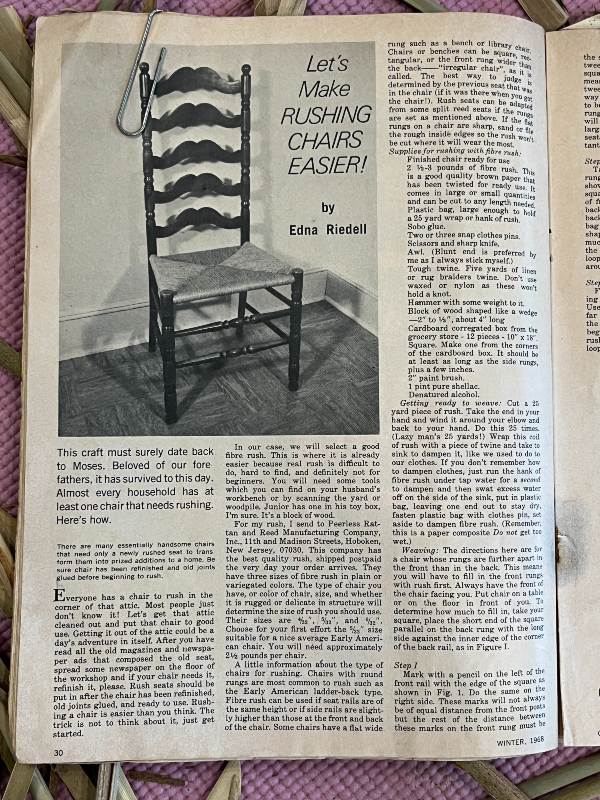 Let's
Make
RUSHING
CHAIRS
EASIER!
by
Edna Riedell
This craft must surely date back
to Moses. Beloved of our fore-
fathers, it has survived to this day.
Almost every household has at
least one chair that needs rushing.
Here's how.
There are many essentially handsome chairs
that need only a newly rushed seat to trans
form them into prized additions to a home. Be
sure chair has been refinished and old joints
glued before beginning to rush.
Everyone has a chair to rush in the
corner of that attic. Most people just
don't know it! Let's get that attic
cleaned out and put that chair to good
use. Getting it out of the attic could be a
day's adventure in itself. After you have
read all the old magazines and newspa-
per ads that composed the old seat,
spread some newspaper on the floor of
the workshop and if your chair needs it,
refinish it, please. Rush seats should be
put in after the chair has been refinished,
old joints glued, and ready to use. Rush-
ing a chair is easier than you think. The
trick is not to think about it, just get
started.
In our case, we will select a good
fibre rush. This is where it is already
easier because real rush is difficult to
do, hard to find, and definitely not for
beginners. You will need some tools
which you can find on your husband's
workbench or by scanning the yard or
woodpile. Junior has one in his toy box,
I'm sure. It's a block of wood.
For my rush, I send to Peerless Rat-
tan and Reed Manufacturing Company,
Inc., 11th and Madison Streets, Hoboken,
New Jersey, 07030. This company has
the best quality rush, shipped postpaid
the very day your order arrives. They
have three sizes of fibre rush in plain or
variegated colors. The type of chair you
have, or color of chair, size, and whether
it is rugged or delicate in structure will
determine the size of rush you should use.
Their sizes are
Choose for your first effort the size
suitable for a nice average Early Ameri-
can chair. You will need approximately
2½ pounds per chair.
A little information about the type of
chairs for rushing. Chairs with round
rungs are most common to rush such as
the Early American ladder-back type.
Fibre rush can be used if seat rails are of
the same height or if side rails are slight-
ly higher than those at the front and back
of the chair. Some chairs have a flat wide
rung such as a bench or library chair.
Chairs or benches can be square, rec-
tangular, or the front rung wider than
the back——"irregular chair", as it is
called. The best way to judge is
determined by the previous seat that was
in the chair (if it was there when you got
the chair!). Rush seats can be adapted
from some split reed seats if the rungs
are set as mentioned above. If the flat
rungs on a chair are sharp, sand or file
the rough inside edges so the rush won't
be cut where it will wear the most.
Supplies for rushing with fibre rush:
Finished chair ready for use
2 ½-3 pounds of fibre rush. This
is a good quality brown paper that
has been twisted for ready use. It
comes in large or small quantities
and can be cut to any length needed.
Plastic bag, large enough to hold
a 25 yard wrap or hank of rush.
Sobo glue.
Two or three snap clothes pins.
Scissors and sharp knife.
Awl. (Blunt end is preferred by
me as I always stick myself.)
Tough twine. Five yards of linen
or rug braiders twine. Don't use
waxed or nylon as these won't
hold a knot.
Hammer with some weight to it.
Block of wood shaped like a wedge
—2" to ⅛", about 4" long
Cardboard corregated box from the
grocery store - 12 pieces - 10" x 18".
Square. Make one from the corners
of the cardboard box. It should be
at least as long as the side rungs,
plus a few inches.
2" paint brush.
1 pint pure shellac.
Denatured alcohol.
Getting ready to weave: Cut a 25
yard piece of rush. Take the end in your
hand and wind it around your elbow and
back to your hand. Do this 25 times.
(Lazy man's 25 yards!) Wrap this coil
of rush with a piece of twine and take to
sink to dampen it, like we used to do to
our clothes. If you don't remember how
to dampen clothes, just run the hank of
fibre rush under tap water for a second
to dampen and then swat excess water
off on the side of the sink, put in plastic
bag, leaving one end out to stay dry,
fasten plastic bag with clothes pin, set
aside to dampen fibre rush. (Remember,
this is a paper composite Do not get too
wet.)
Weaving: The directions here are for
a chair whose rungs are further apart in
the front than in the back. This means
you will have to fill in the front rungs
with rush first. Always have the front of
the chair facing you. Put chair on a table
or on the floor in front of you. To
determine how much to fill in, take your
square, place the short end of the square
parallel on the back rung with the long
side against the inner edge of the corner
of the back rail, as in Figure I.
Step I
Mark with a pencil on the left of the
front rail with the edge of the square as
shown in Fig. 1. Do the same on the
right side. These marks will not always
be of equal distance from the front posts
but the rest of the distance between
these marks on the front rung must be
30
WINTER, 1968